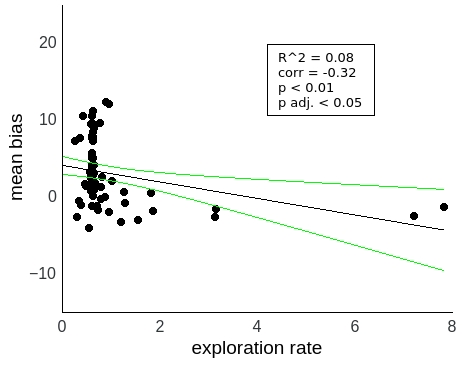 20
10
0
−10
mean bias
R^2 = 0.08
corr = -0.32
p < 0.01
p adj. < 0.05
0 2 4 6 8
exploration rate